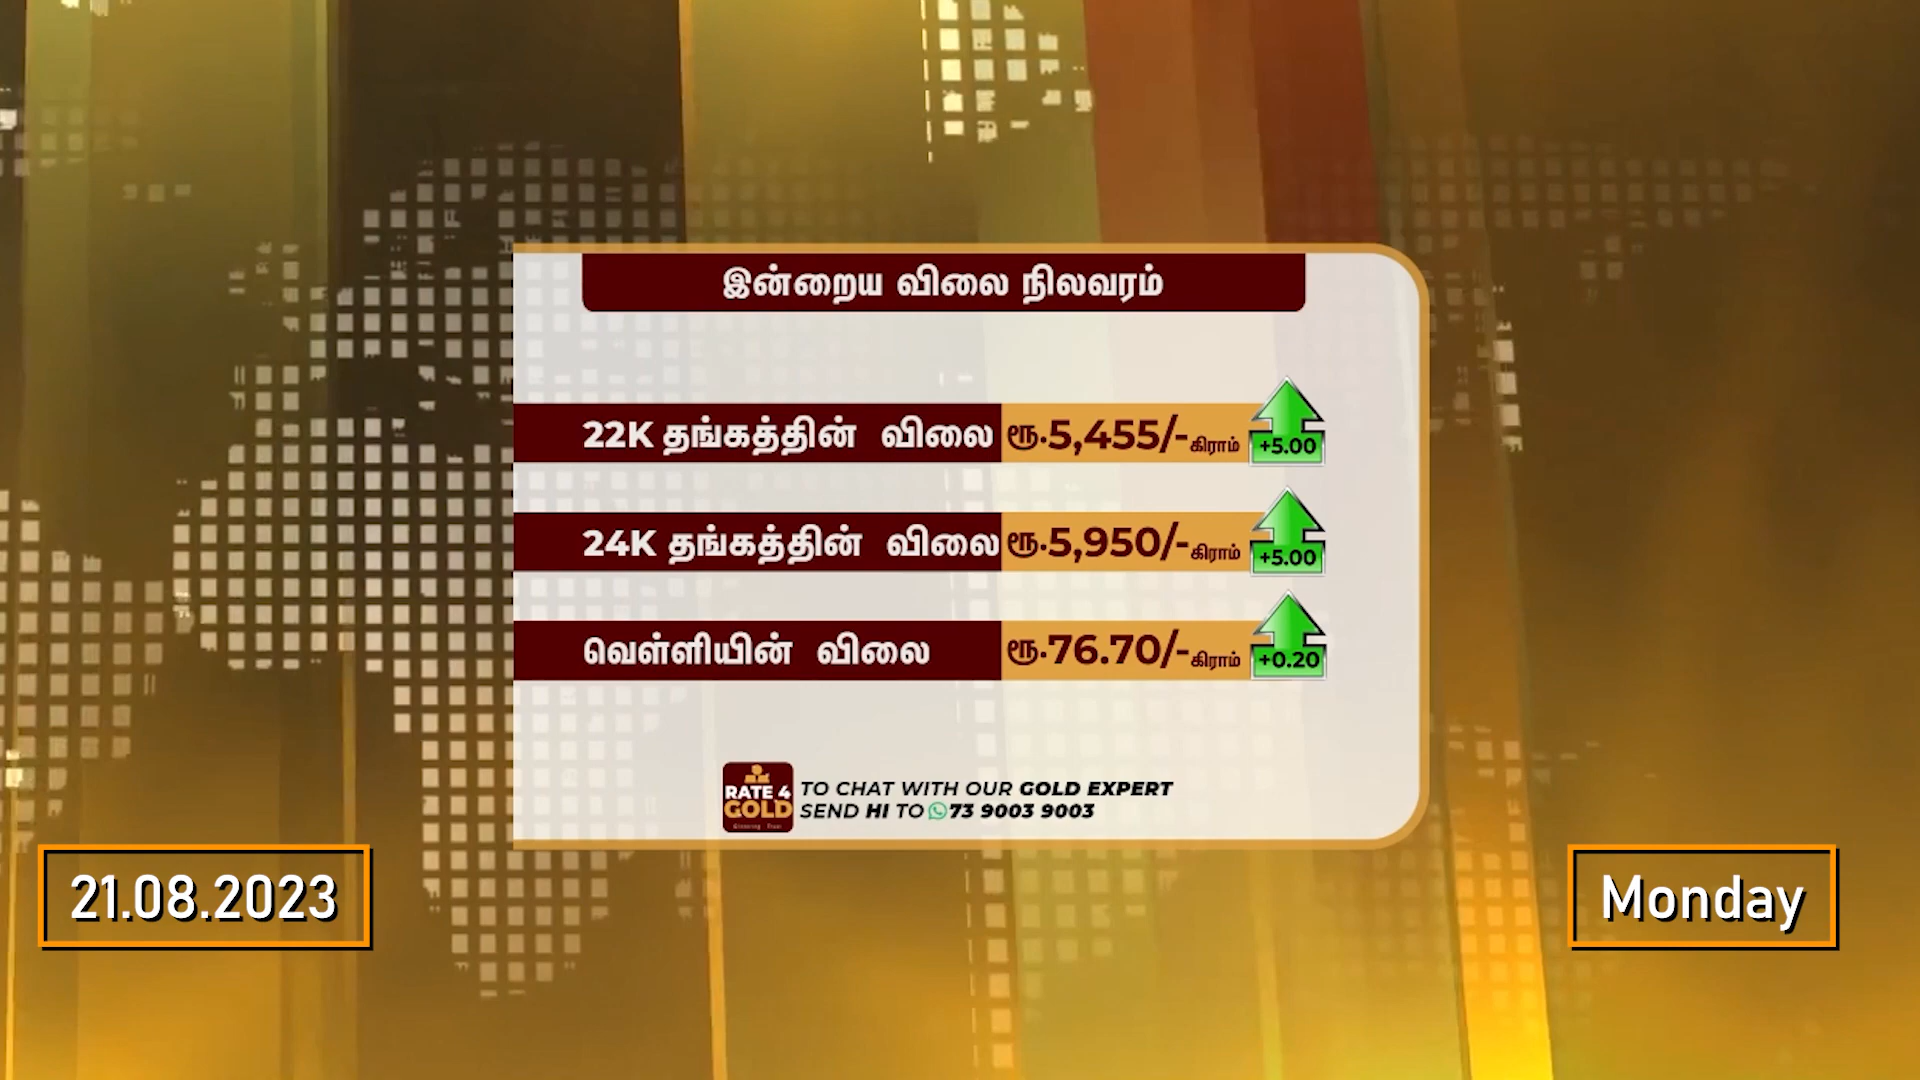 இன்றைய விலை நிலவரம்
22K தங்கத்தின் விலை ரூ.5,455/-கிராம் +5.00
24K தங்கத்தின் விலை ரூ.5,950/-கிராம் +5.00
வெள்ளியின் விலை ரூ.76.70/-கிராம் +0.20
RATE 4
GOLD
TO CHAT WITH OUR GOLD EXPERT
SEND HI TO 73 9003 9003
21.08.2023
Monday